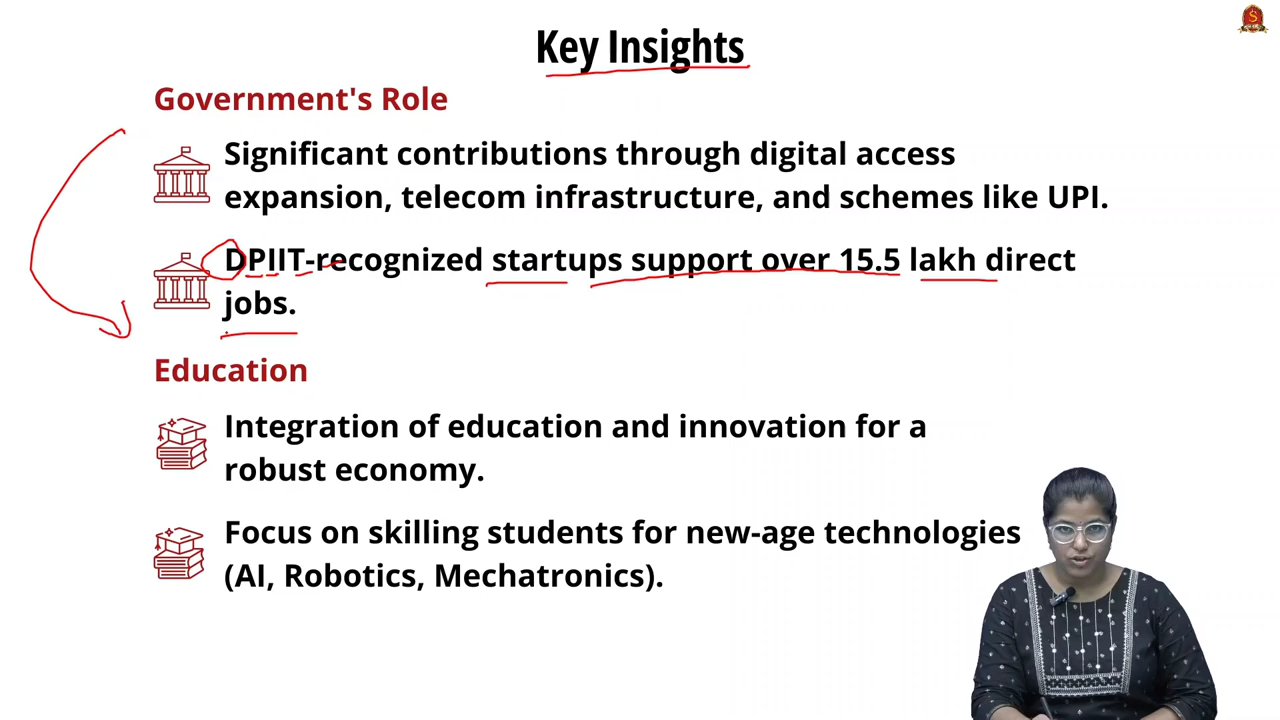 Key Insights
Government's Role
Significant contributions through digital access
expansion, telecom infrastructure, and schemes like UPI.
DPIIT-recognized startups support over 15.5 lakh direct
jobs.
Education
Integration of education and innovation for a
robust economy.
Focus on skilling students for new-age technologies
(AI, Robotics, Mechatronics).